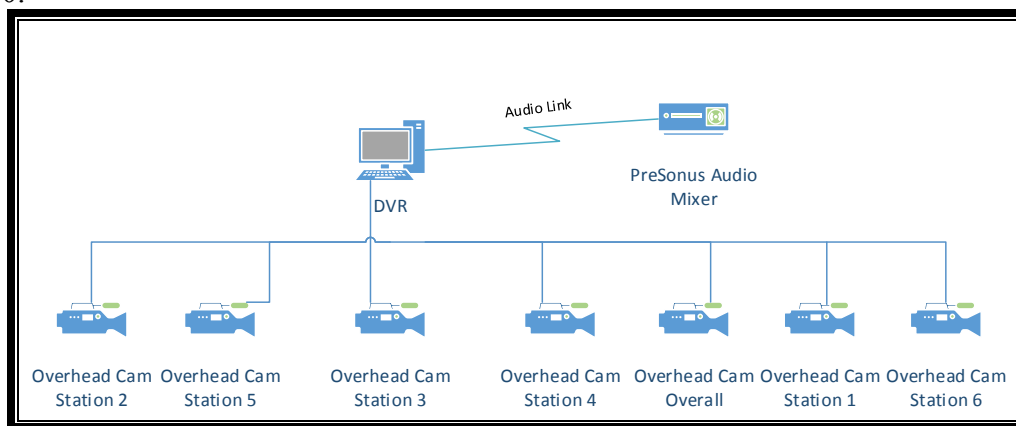 Audio Link
PreSonus Audio
Mixer
DVR
Overhead Cam
Station 2
Overhead Cam
Station 5
Overhead Cam
Station 3
Overhead Cam
Station 4
Overhead Cam
Overall
Overhead Cam
Station 1
Overhead Cam
Station 6